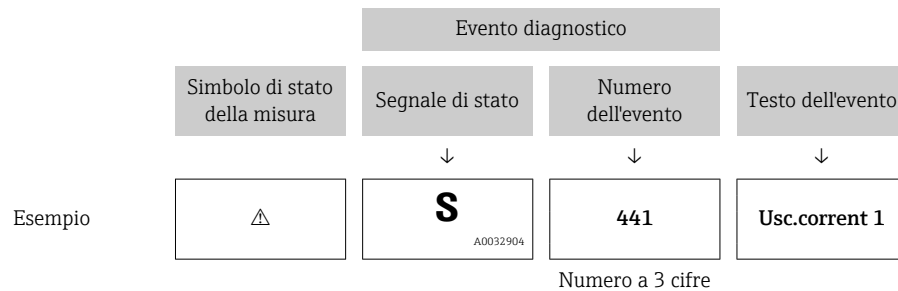 Evento diagnostico
Simbolo di stato
della misura
Segnale di stato
Numero
dell'evento
Testo dell'evento
↓ ↓ ↓
Esempio ⚠ S 441 Usc.corrent 1
A0032904
Numero a 3 cifre